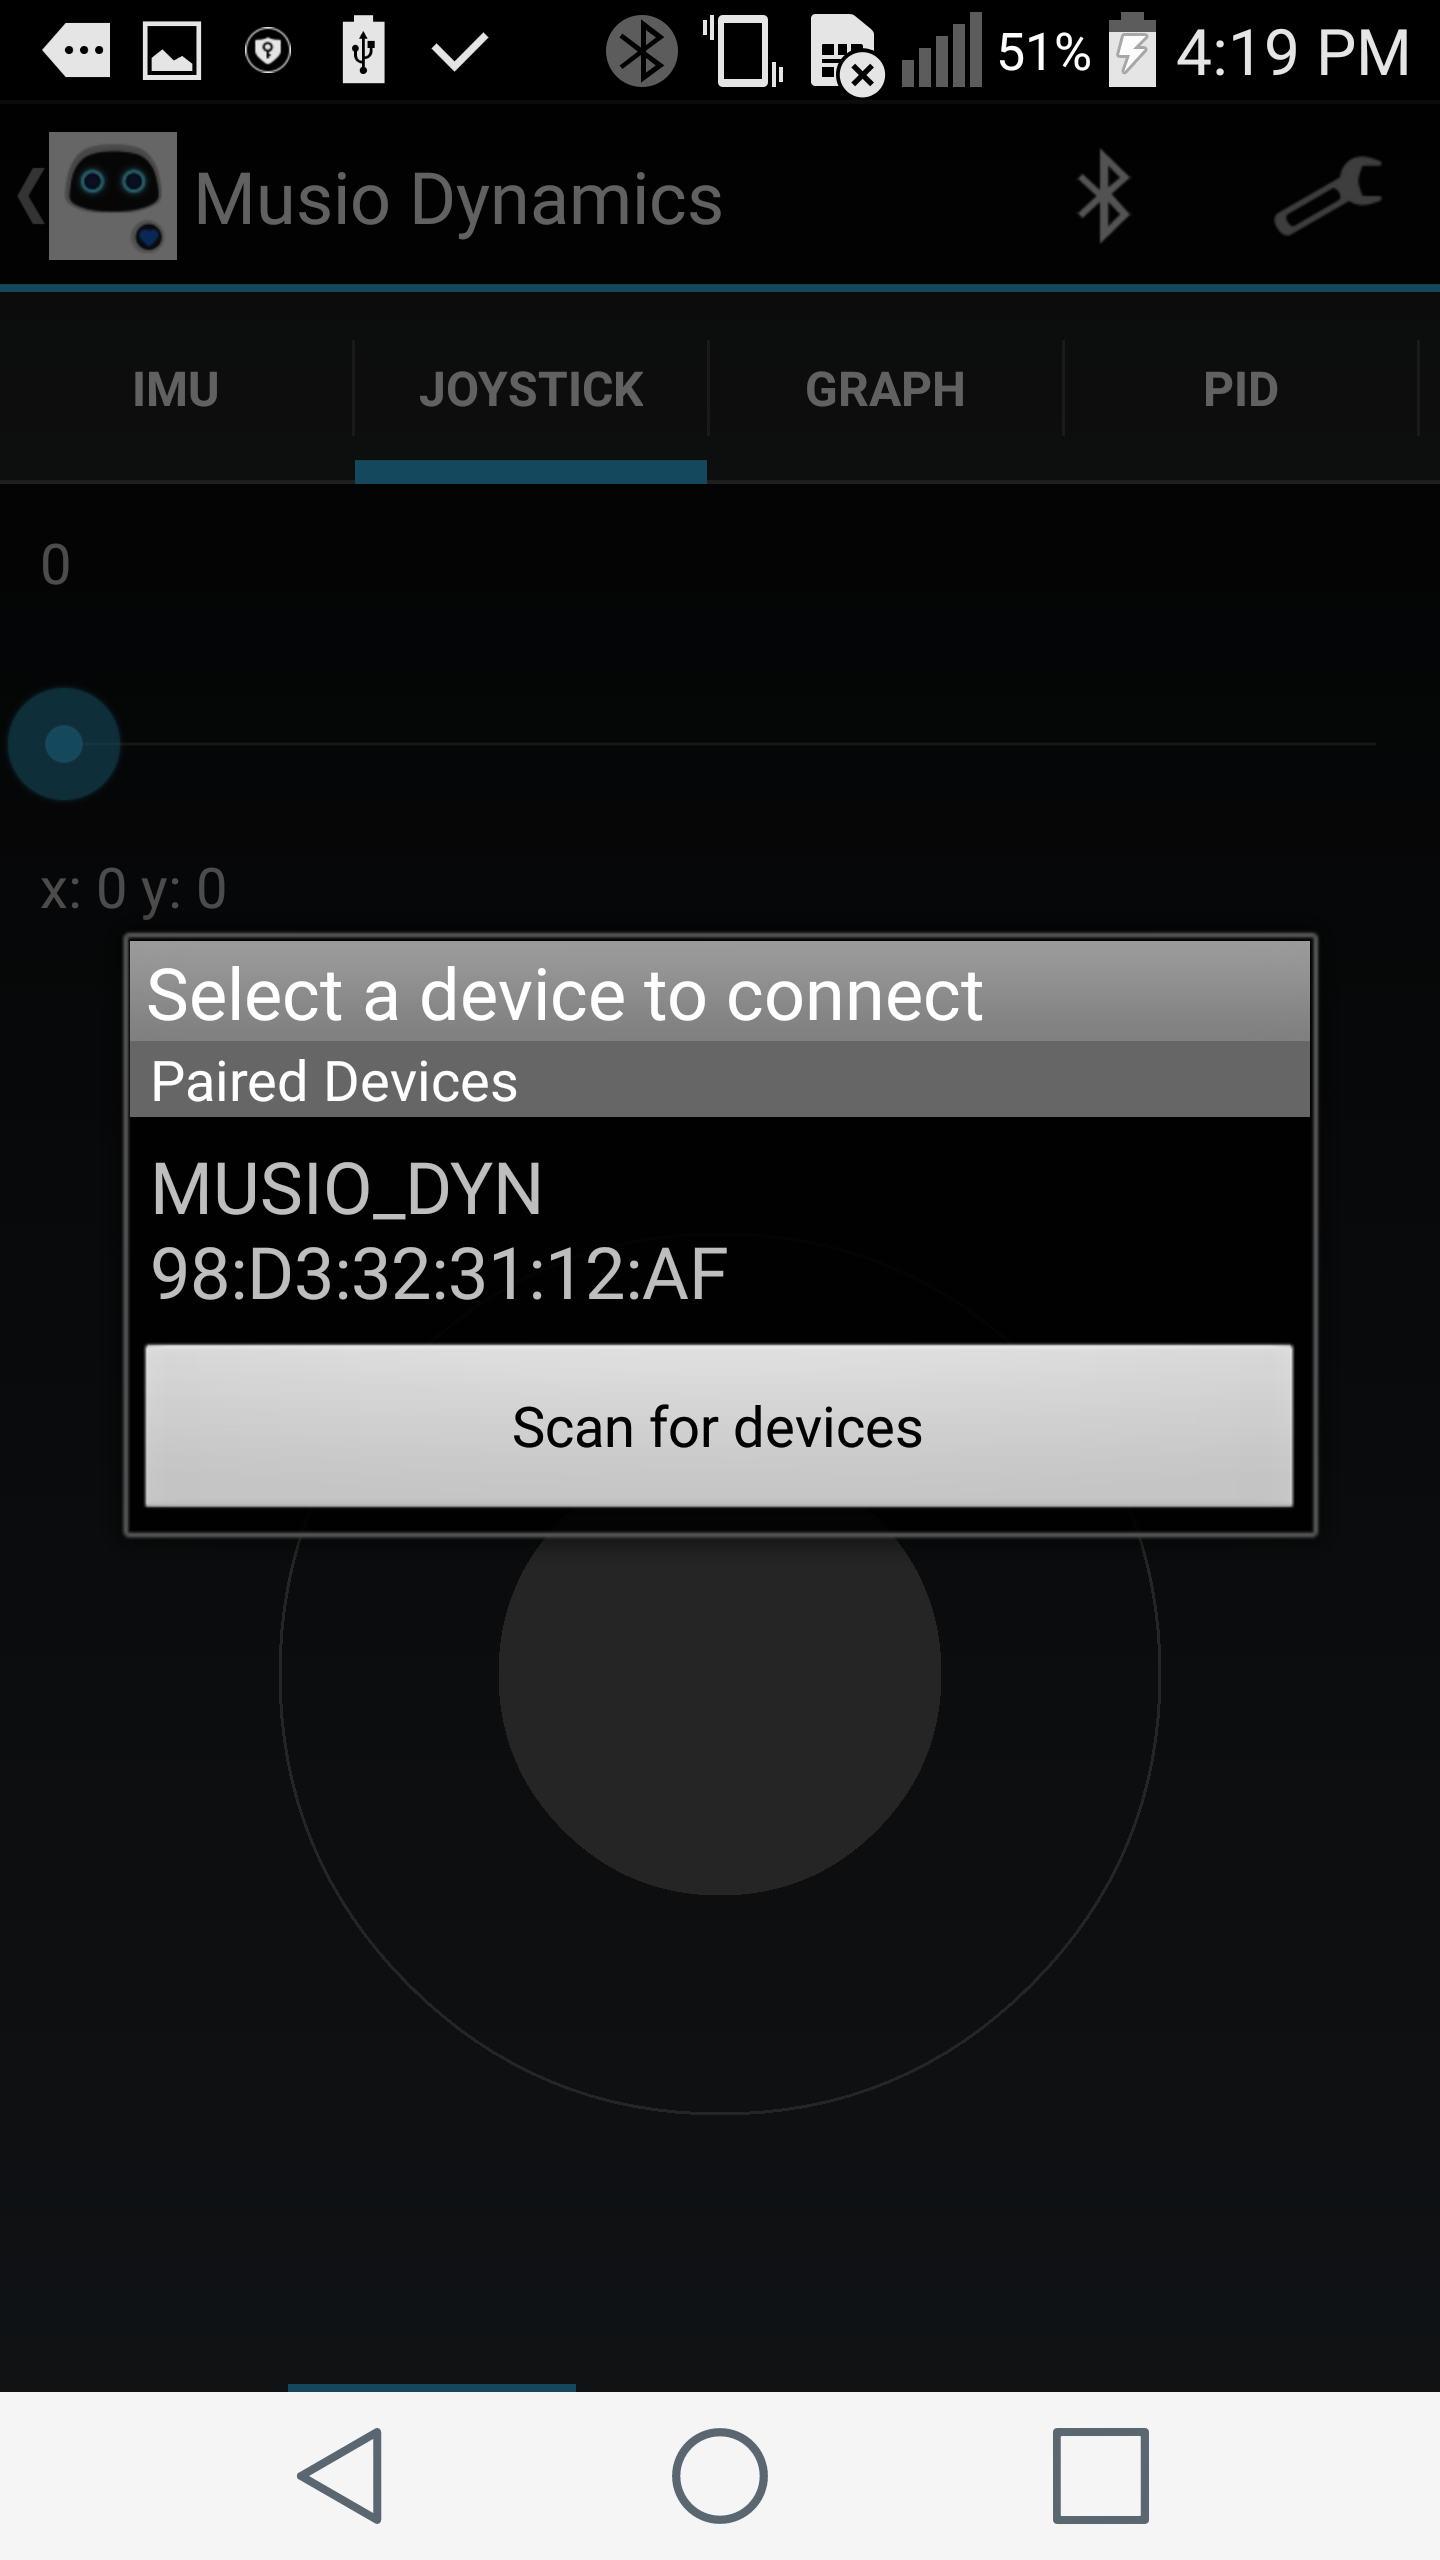 51% 4:19 PM
Musio Dynamics
IMU JOYSTICK GRAPH PID
0
x: 0 y: 0
Select a device to connect
Paired Devices
MUSIO_DYN
98:D3:32:31:12:AF
Scan for devices